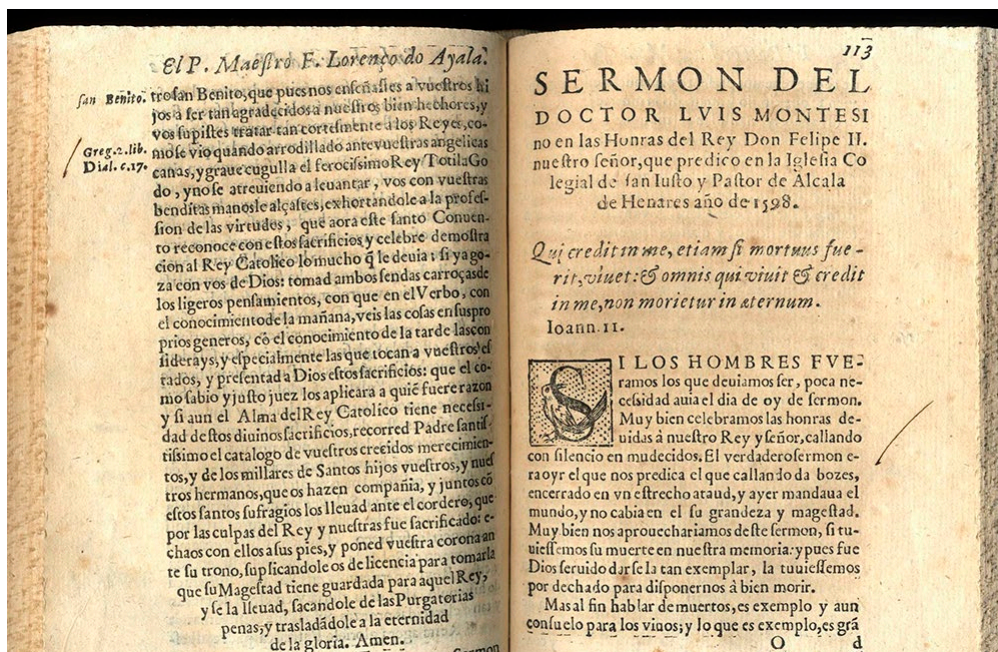 El P. Maestro F. Lorenço do Ayala.
san Benito. tro san Benito, que pues nos enseñastes a vuestros hi
jos a ser tan agradecidos a nuestros bien hechores, y
vos supistes tratar tan cortesmente a los Reyes, co-
Greg. 2. lib. mo se vio quando arrodillado ante vuestras angelicas
Dial. c. 17. canas, y graue cugulla el ferocissimo Rey Totila Go
do, y no se atreuiendo a leuantar, vos con vuestras
benditas manos le alçastes, exhortandole a la profes-
sion de las virtudes, que aora este santo Conuen-
to reconoce con estos sacrificios y celebre demostra
cion al Rey Catolico lo mucho q̃ le deuia: si ya go-
za con vos de Dios: tomad ambos sendas carroças de
los ligeros pensamientos, con que en el Verbo, con
el conocimiento de la mañana, veis las cosas en sus pro
prios generos, cõ el conocimiento de la tarde las con
siderays, y especialmente las que tocan a vuestros es
tados, y presentad a Dios estos sacrificios: que el co-
mo sabio y justo juez los aplicara a quiẽ fuere razon
y si aun el Alma del Rey Catolico tiene necessi-
dad destos diuinos sacrificios, recorred Padre santis-
tissimo el catalogo de vuestros crecidos merecimien-
tos, y de los millares de Santos hijos vuestros, y nues
tros hermanos, que os hazen compañia, y juntos cõ
estos santos sufragios los lleuad ante el cordero, que
por las culpas del Rey y nuestras fue sacrificado: e-
chaos con ellos a sus pies, y poned vuestra corona an
te su trono, suplicandole os de licencia para tomarla
que su Magestad tiene guardada para aquel Rey,
y se la lleuad, sacandole de las Purgatorias
penas, y trasladãdole a la eternidad
de la gloria. Amen.
Sermon
113
SERMON DEL
DOCTOR LVIS MONTESI
no en las Honras del Rey Don Felipe II.
nuestro señor, que predico en la Iglesia Co
legial de san Iusto y Pastor de Alcala
de Henares año de 1598.
Qui credit in me, etiam si mortuus fue-
rit, viuet: & omnis qui viuit & credit
in me, non morietur in æternum.
Ioann. 11.
SI LOS HOMBRES FVE-
ramos los que deuiamos ser, poca ne-
cessidad auia el dia de oy de sermon.
Muy bien celebramos las honras de-
uidas à nuestro Rey y señor, callando
con silencio en mudecidos. El verdadero sermon e-
ra oyr el que nos predica el que callando da bozes,
encerrado en vn estrecho ataud, y ayer mandaua el
mundo, y no cabia en el su grandeza y magestad.
Muy bien nos aprouechariamos deste sermon, si tu-
uiessemos su muerte en nuestra memoria: y pues fue
Dios seruido darse la tan exemplar, la tuuiessemos
por dechado para disponernos à bien morir.
Mas al fin hablar de muertos, es exemplo y aun
consuelo para los viuos; y lo que es exemplo, es grã
O d